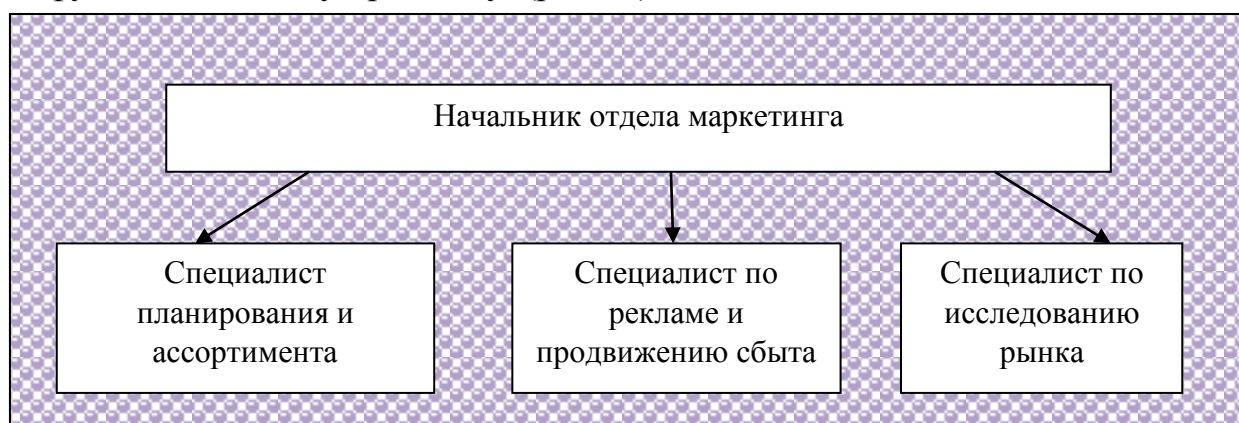 Начальник отдела маркетинга
Специалист
планирования и
ассортимента
Специалист по
рекламе и
продвижению сбыта
Специалист по
исследованию
рынка